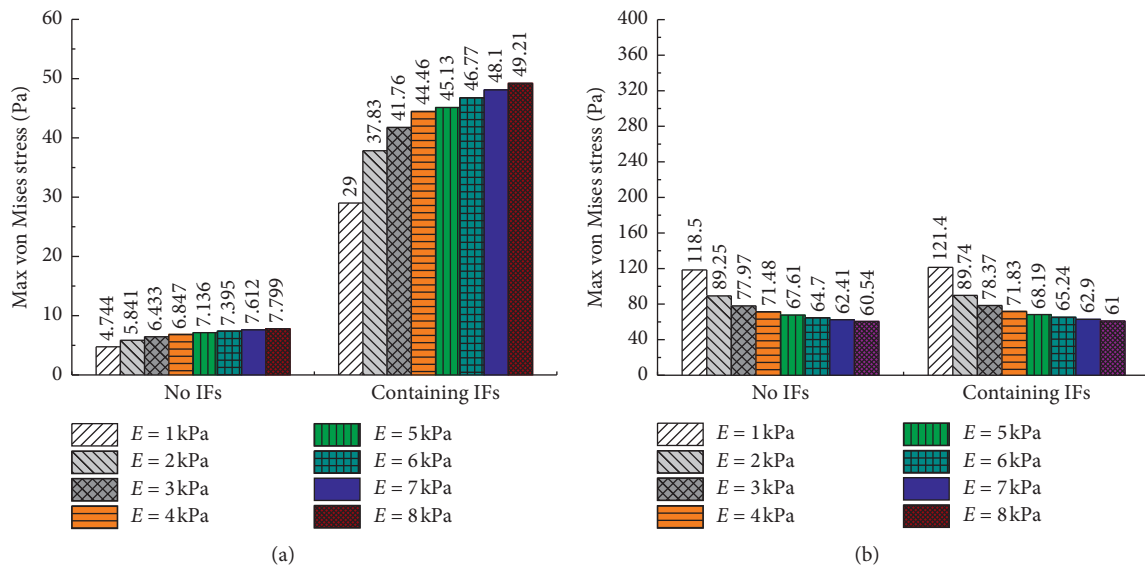 60
50
40
30
20
10
0
Max von Mises stress (Pa)
4.744
5.841
6.433
6.847
7.136
7.395
7.612
7.799
29
37.83
41.76
44.46
45.13
46.77
48.1
49.21
No IFs
Containing IFs
E = 1 kPa
E = 2 kPa
E = 3 kPa
E = 4 kPa
E = 5 kPa
E = 6 kPa
E = 7 kPa
E = 8 kPa
(a)
400
360
320
280
240
200
160
120
80
40
0
Max von Mises stress (Pa)
118.5
89.25
77.97
71.48
67.61
64.7
62.41
60.54
121.4
89.74
78.37
71.83
68.19
65.24
62.9
61
No IFs
Containing IFs
E = 1 kPa
E = 2 kPa
E = 3 kPa
E = 4 kPa
E = 5 kPa
E = 6 kPa
E = 7 kPa
E = 8 kPa
(b)